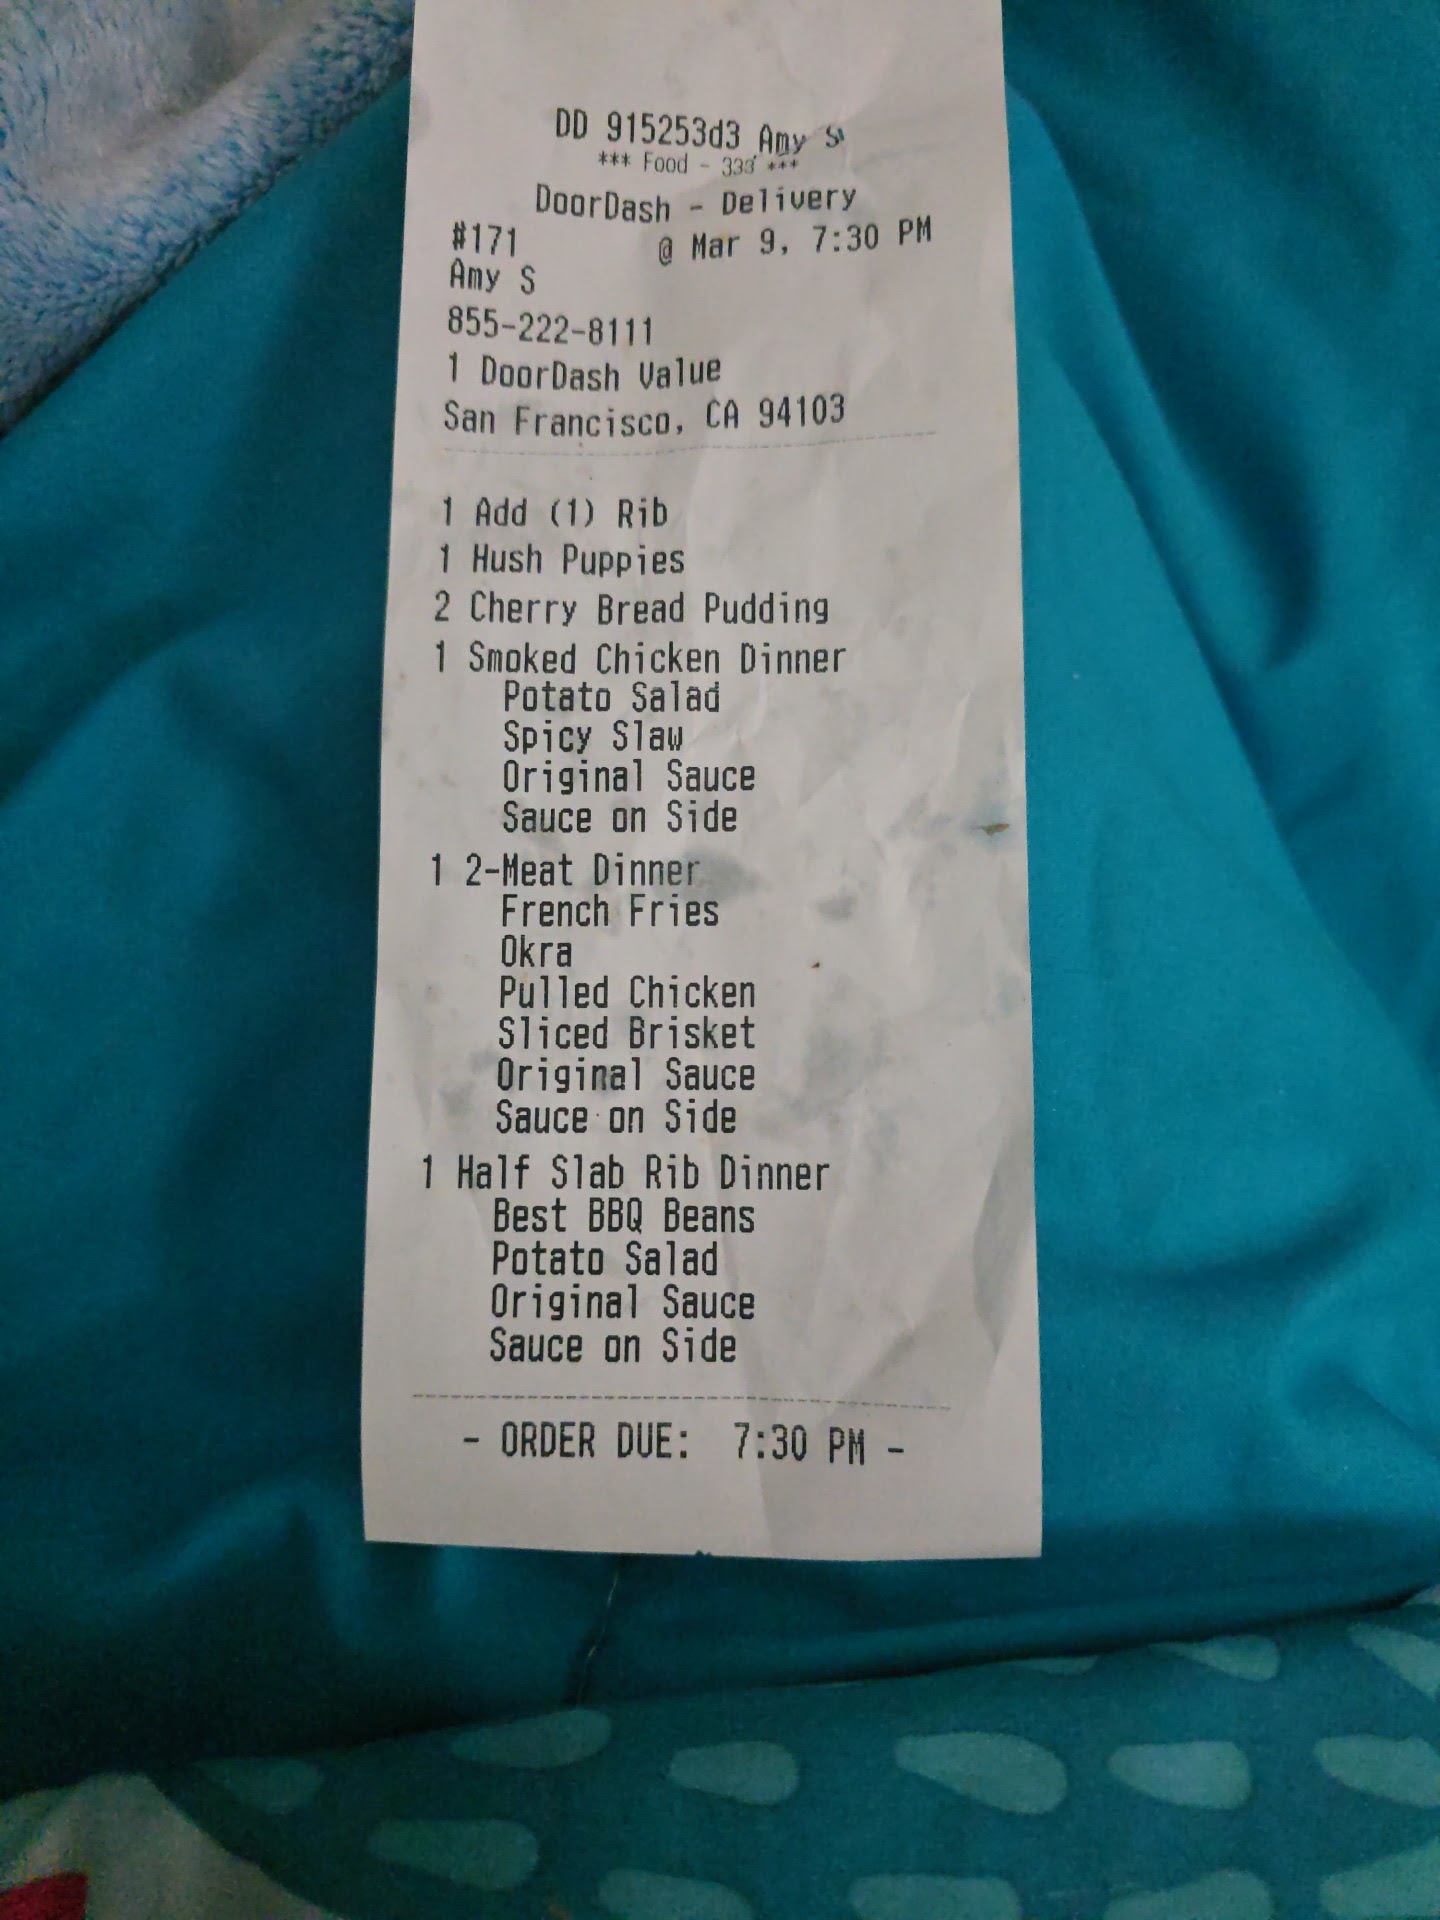 DD 915253d3 Amy S
*** Food - 333 ***
DoorDash - Delivery
#171 @ Mar 9, 7:30 PM
Amy S
855-222-8111
1 DoorDash Value
San Francisco, CA 94103
1 Add (1) Rib
1 Hush Puppies
2 Cherry Bread Pudding
1 Smoked Chicken Dinner
Potato Salad
Spicy Slaw
Original Sauce
Sauce on Side
1 2-Meat Dinner
French Fries
Okra
Pulled Chicken
Sliced Brisket
Original Sauce
Sauce on Side
1 Half Slab Rib Dinner
Best BBQ Beans
Potato Salad
Original Sauce
Sauce on Side
- ORDER DUE: 7:30 PM -